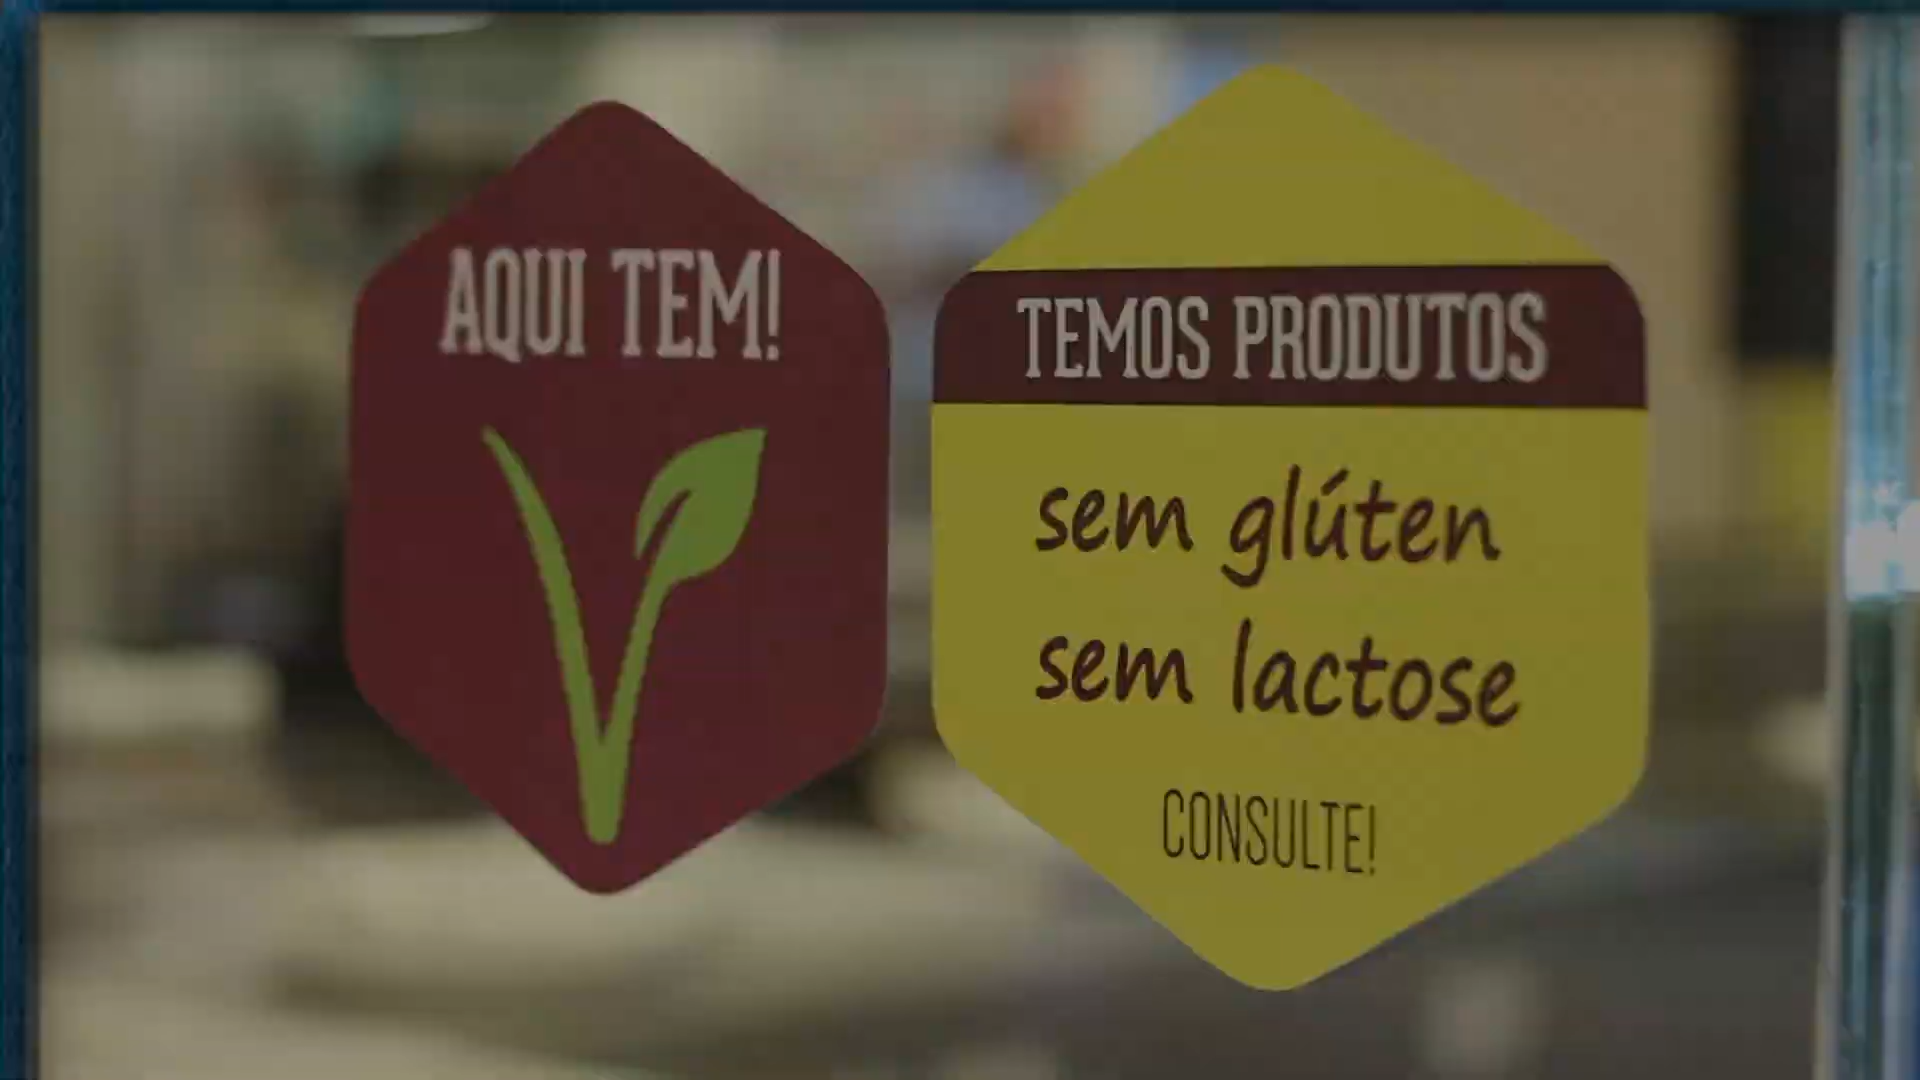 AQUI TEM!
TEMOS PRODUTOS
sem glúten
sem lactose
CONSULTE!